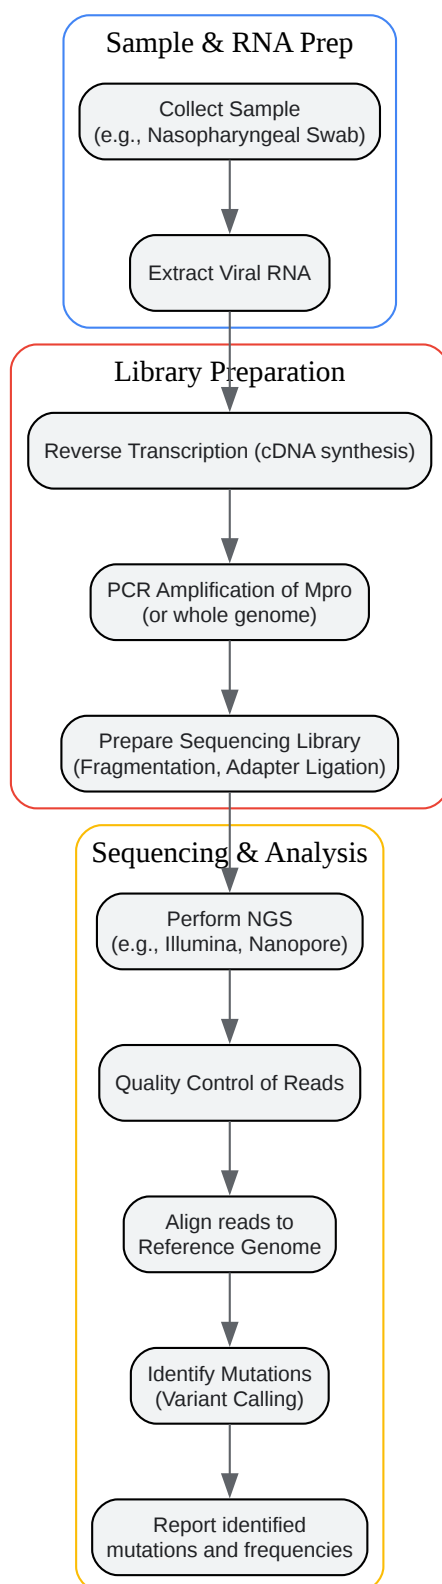 Sample & RNA Prep
Collect Sample
(e.g., Nasopharyngeal Swab)
Extract Viral RNA
Library Preparation
Reverse Transcription (cDNA synthesis)
PCR Amplification of Mpro
(or whole genome)
Prepare Sequencing Library
(Fragmentation, Adapter Ligation)
Sequencing & Analysis
Perform NGS
(e.g., Illumina, Nanopore)
Quality Control of Reads
Align reads to
Reference Genome
Identify Mutations
(Variant Calling)
Report identified
mutations and frequencies